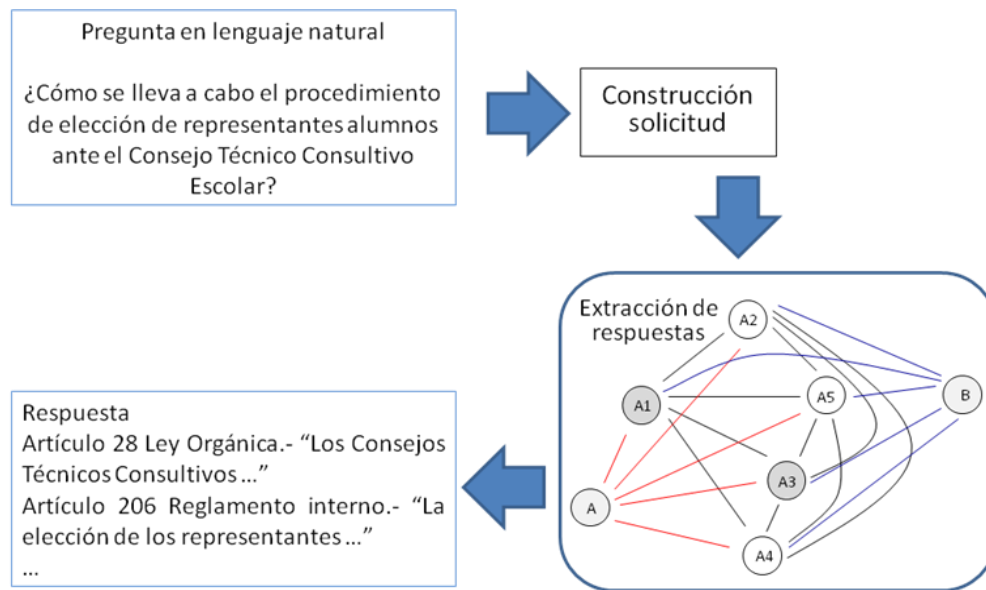 Pregunta en lenguaje natural
¿Cómo se lleva a cabo el procedimiento
de elección de representantes alumnos
ante el Consejo Técnico Consultivo
Escolar?
Construcción
solicitud
Extracción de
respuestas
A2
A1
A5
B
A3
A
A4
Respuesta
Artículo 28 Ley Orgánica.- “Los Consejos
Técnicos Consultivos ...”
Artículo 206 Reglamento interno.- “La
elección de los representantes ...”
...